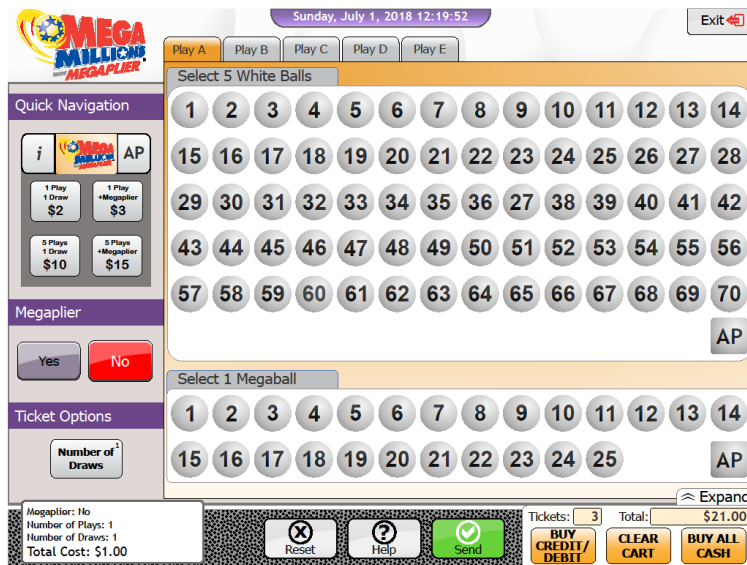 Sunday, July 1, 2018 12:19:52
Exit
MEGA
MILLIONS
MEGAPLIER
Play A Play B Play C Play D Play E
Select 5 White Balls
1 2 3 4 5 6 7 8 9 10 11 12 13 14
15 16 17 18 19 20 21 22 23 24 25 26 27 28
29 30 31 32 33 34 35 36 27 38 39 40 41 42
43 44 45 46 47 48 49 50 51 52 53 54 55 56
57 58 59 60 61 62 63 64 65 66 67 68 69 70
AP
Select 1 Megaball
1 2 3 4 5 6 7 8 9 10 11 12 13 14
15 16 17 18 19 20 21 22 23 24 25 AP
Quick Navigation
i MEGA AP
MILLIONS
MEGAPLIER
1 Play 1 Play
1 Draw +Megaplier
$2 $3
5 Plays 5 Plays
1 Draw +Megaplier
$10 $15
Megaplier
Yes No
Ticket Options
Number of 1
Draws
Megaplior: No
Number of Plays: 1
Number of Draws: 1
Total Cost: $1.00
Reset Help Send
Expand
Tickets: 3 Total: $21.00
BUY
CREDIT/
DEBIT
CLEAR
CART
BUY ALL
CASH